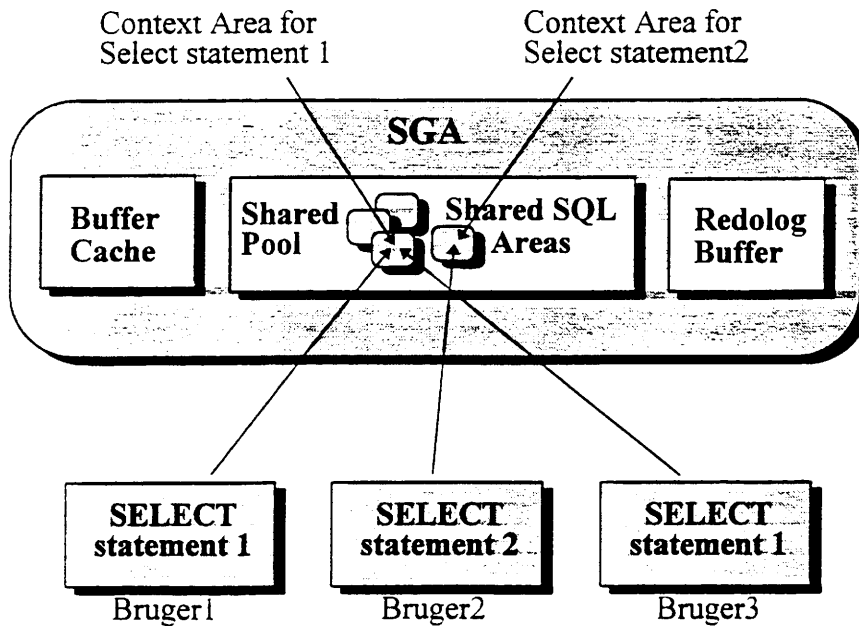 Context Area for
Select statement 1
Context Area for
Select statement2
SGA
Buffer
Cache
Shared
Pool
Shared SQL
Areas
Redolog
Buffer
SELECT
statement 1
SELECT
statement 2
SELECT
statement 1
Bruger1
Bruger2
Bruger3